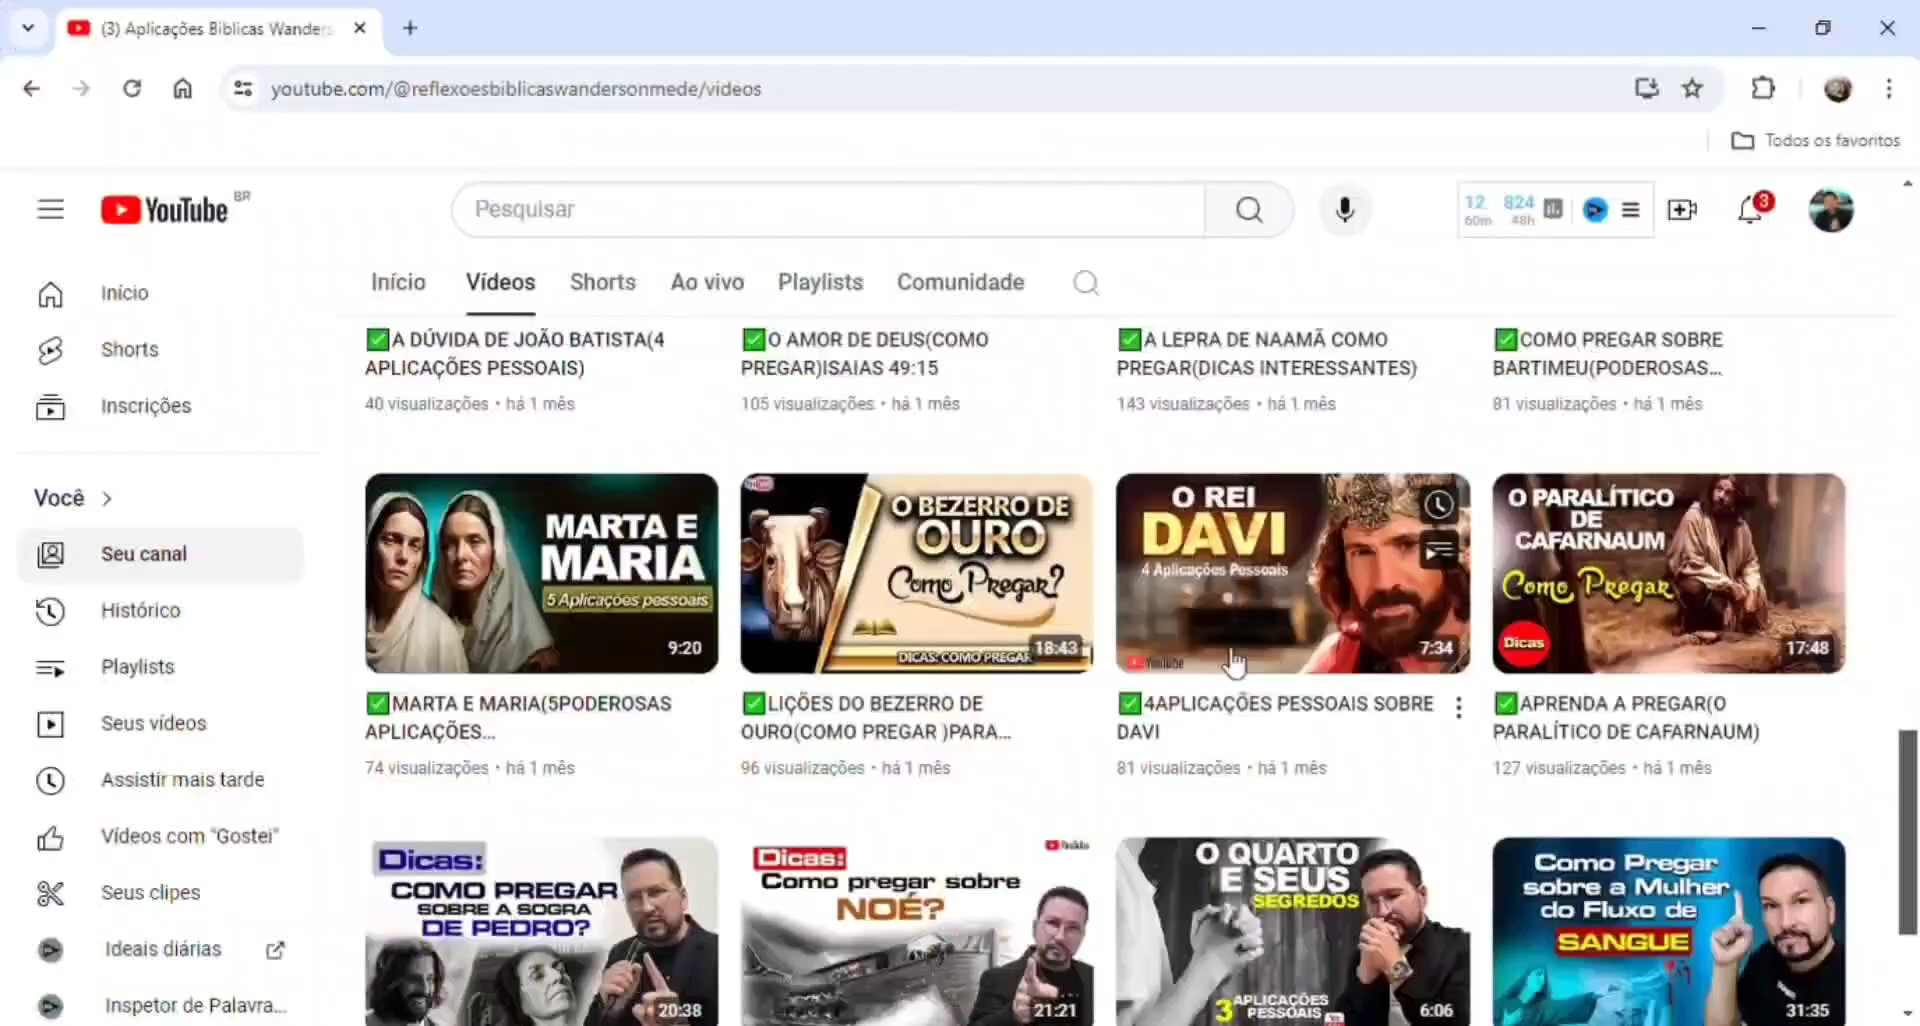 (3) Aplicações Bíblicas Wanders
youtube.com/@reflexoesbiblicaswandersonmede/videos
Todos os favoritos
YouTube BR
Pesquisar
12 60m
824 48h
3
Início
Vídeos
Shorts
Ao vivo
Playlists
Comunidade
Início
Shorts
Inscrições
Você
Seu canal
Histórico
Playlists
Seus vídeos
Assistir mais tarde
Vídeos com "Gostei"
Seus clipes
Ideais diárias
Inspetor de Palavra...
✅A DÚVIDA DE JOÃO BATISTA(4
APLICAÇÕES PESSOAIS)
40 visualizações • há 1 mês
✅O AMOR DE DEUS(COMO
PREGAR)ISAIAS 49:15
105 visualizações • há 1 mês
✅A LEPRA DE NAAMÃ COMO
PREGAR(DICAS INTERESSANTES)
143 visualizações • há 1 mês
✅COMO PREGAR SOBRE
BARTIMEU(PODEROSAS...
81 visualizações • há 1 mês
MARTA E
MARIA
5 Aplicações pessoais
9:20
✅MARTA E MARIA(5PODEROSAS
APLICAÇÕES...
74 visualizações • há 1 mês
O BEZERRO DE
OURO
Como Pregar?
DICAS: COMO PREGAR
18:43
✅LIÇÕES DO BEZERRO DE
OURO(COMO PREGAR )PARA...
96 visualizações • há 1 mês
O REI
DAVI
4 Aplicações Pessoais
YouTube
7:34
✅4APLICAÇÕES PESSOAIS SOBRE
DAVI
81 visualizações • há 1 mês
O PARALÍTICO
DE
CAFARNAUM
Como Pregar
Dicas
17:48
✅APRENDA A PREGAR(O
PARALÍTICO DE CAFARNAUM)
127 visualizações • há 1 mês
Dicas:
COMO PREGAR
SOBRE A SOGRA
DE PEDRO?
20:38
Dicas:
Como pregar sobre
NOÉ?
YouTube
21:21
O QUARTO
E SEUS
SEGREDOS
3 APLICAÇÕES
PESSOAIS
6:06
Como Pregar
sobre a Mulher
do Fluxo de
SANGUE
31:35